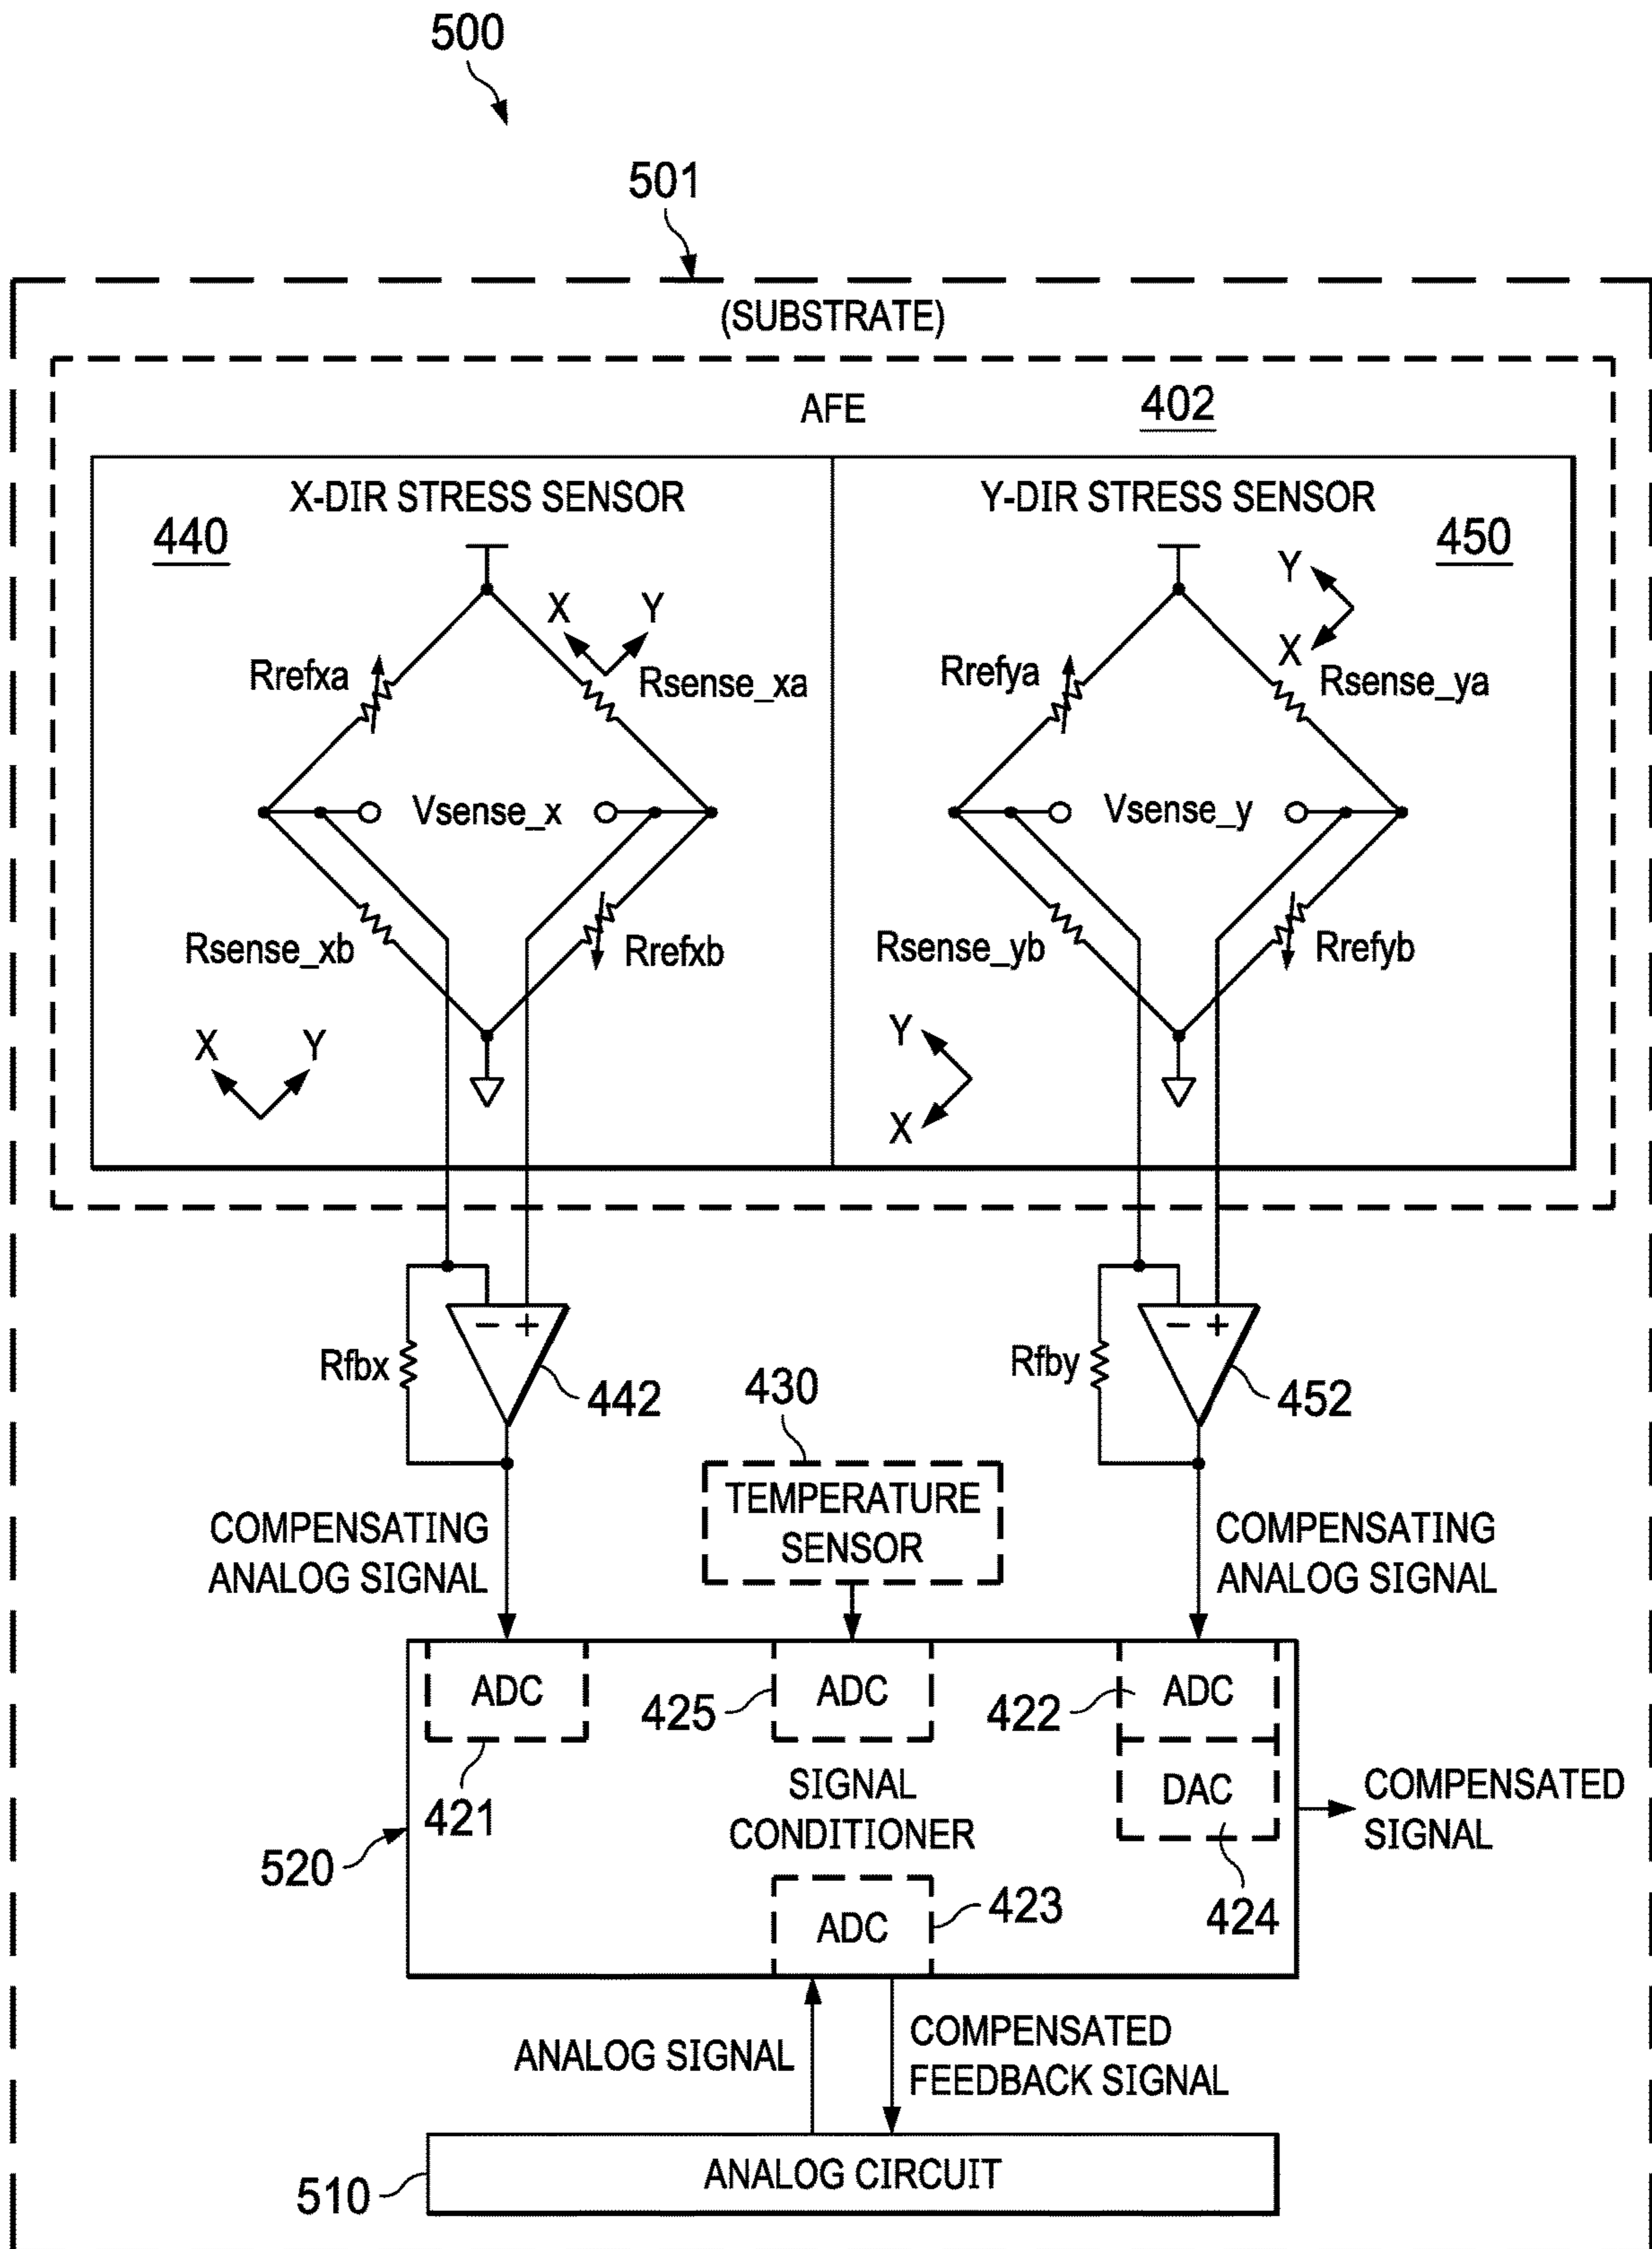 500
501
(SUBSTRATE)
AFE 402
X-DIR STRESS SENSOR
440
X Y
Rrefxa
Rsense_xa
Vsense_x
Rsense_xb
Rrefxb
X Y
Y-DIR STRESS SENSOR
450
Y
X
Rrefya
Rsense_ya
Vsense_y
Rsense_yb
Rrefyb
Y
X
Rfbx
- +
442
430
Rfby
- +
452
TEMPERATURE
SENSOR
COMPENSATING
ANALOG SIGNAL
COMPENSATING
ANALOG SIGNAL
ADC
421
425
ADC
422
ADC
DAC
424
SIGNAL
CONDITIONER
520
ADC
423
COMPENSATED
SIGNAL
ANALOG SIGNAL
COMPENSATED
FEEDBACK SIGNAL
510
ANALOG CIRCUIT